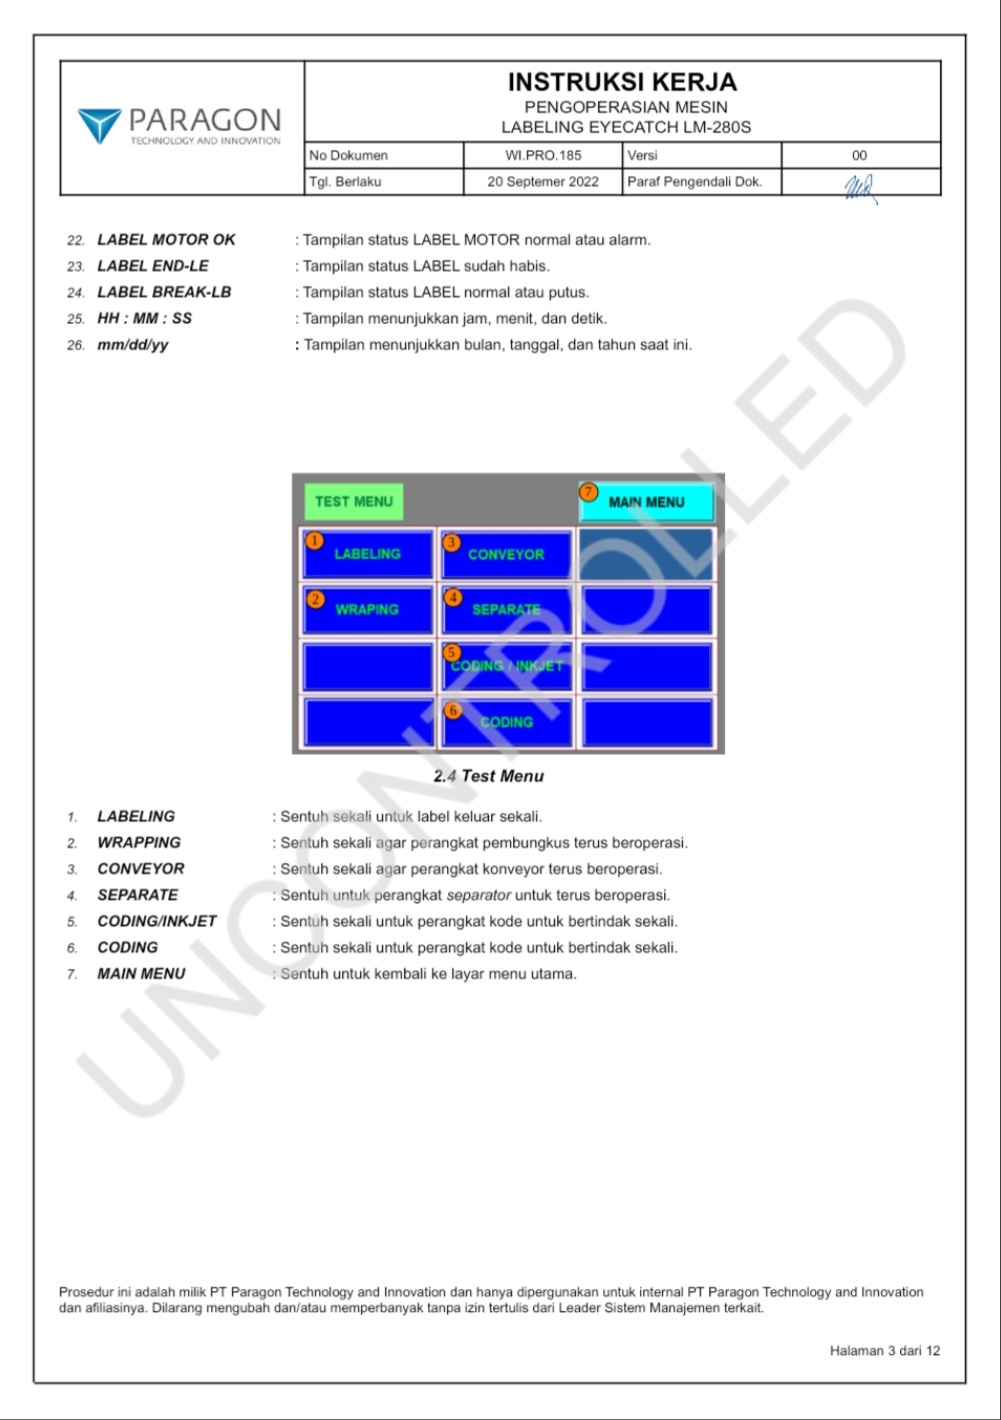 PARAGON
TECHNOLOGY AND INNOVATION
INSTRUKSI KERJA
PENGOPERASIAN MESIN
LABELING EYECATCH LM-280S
No Dokumen WI.PRO.185 Versi 00
Tgl. Berlaku 20 Septemer 2022 Paraf Pengendali Dok.
22. LABEL MOTOR OK : Tampilan status LABEL MOTOR normal atau alarm.
23. LABEL END-LE : Tampilan status LABEL sudah habis.
24. LABEL BREAK-LB : Tampilan status LABEL normal atau putus.
25. HH : MM : SS : Tampilan menunjukkan jam, menit, dan detik.
26. mm/dd/yy : Tampilan menunjukkan bulan, tanggal, dan tahun saat ini.
TEST MENU 7 MAIN MENU
1 LABELING 3 CONVEYOR
2 WRAPING 4 SEPARATE
5 CODING / INKJET
6 CODING
2.4 Test Menu
1. LABELING : Sentuh sekali untuk label keluar sekali.
2. WRAPPING : Sentuh sekali agar perangkat pembungkus terus beroperasi.
3. CONVEYOR : Sentuh sekali agar perangkat konveyor terus beroperasi.
4. SEPARATE : Sentuh untuk perangkat separator untuk terus beroperasi.
5. CODING/INKJET : Sentuh sekali untuk perangkat kode untuk bertindak sekali.
6. CODING : Sentuh sekali untuk perangkat kode untuk bertindak sekali.
7. MAIN MENU : Sentuh untuk kembali ke layar menu utama.
UNCONTROLLED
Prosedur ini adalah milik PT Paragon Technology and Innovation dan hanya dipergunakan untuk internal PT Paragon Technology and Innovation
dan afiliasinya. Dilarang mengubah dan/atau memperbanyak tanpa izin tertulis dari Leader Sistem Manajemen terkait.
Halaman 3 dari 12